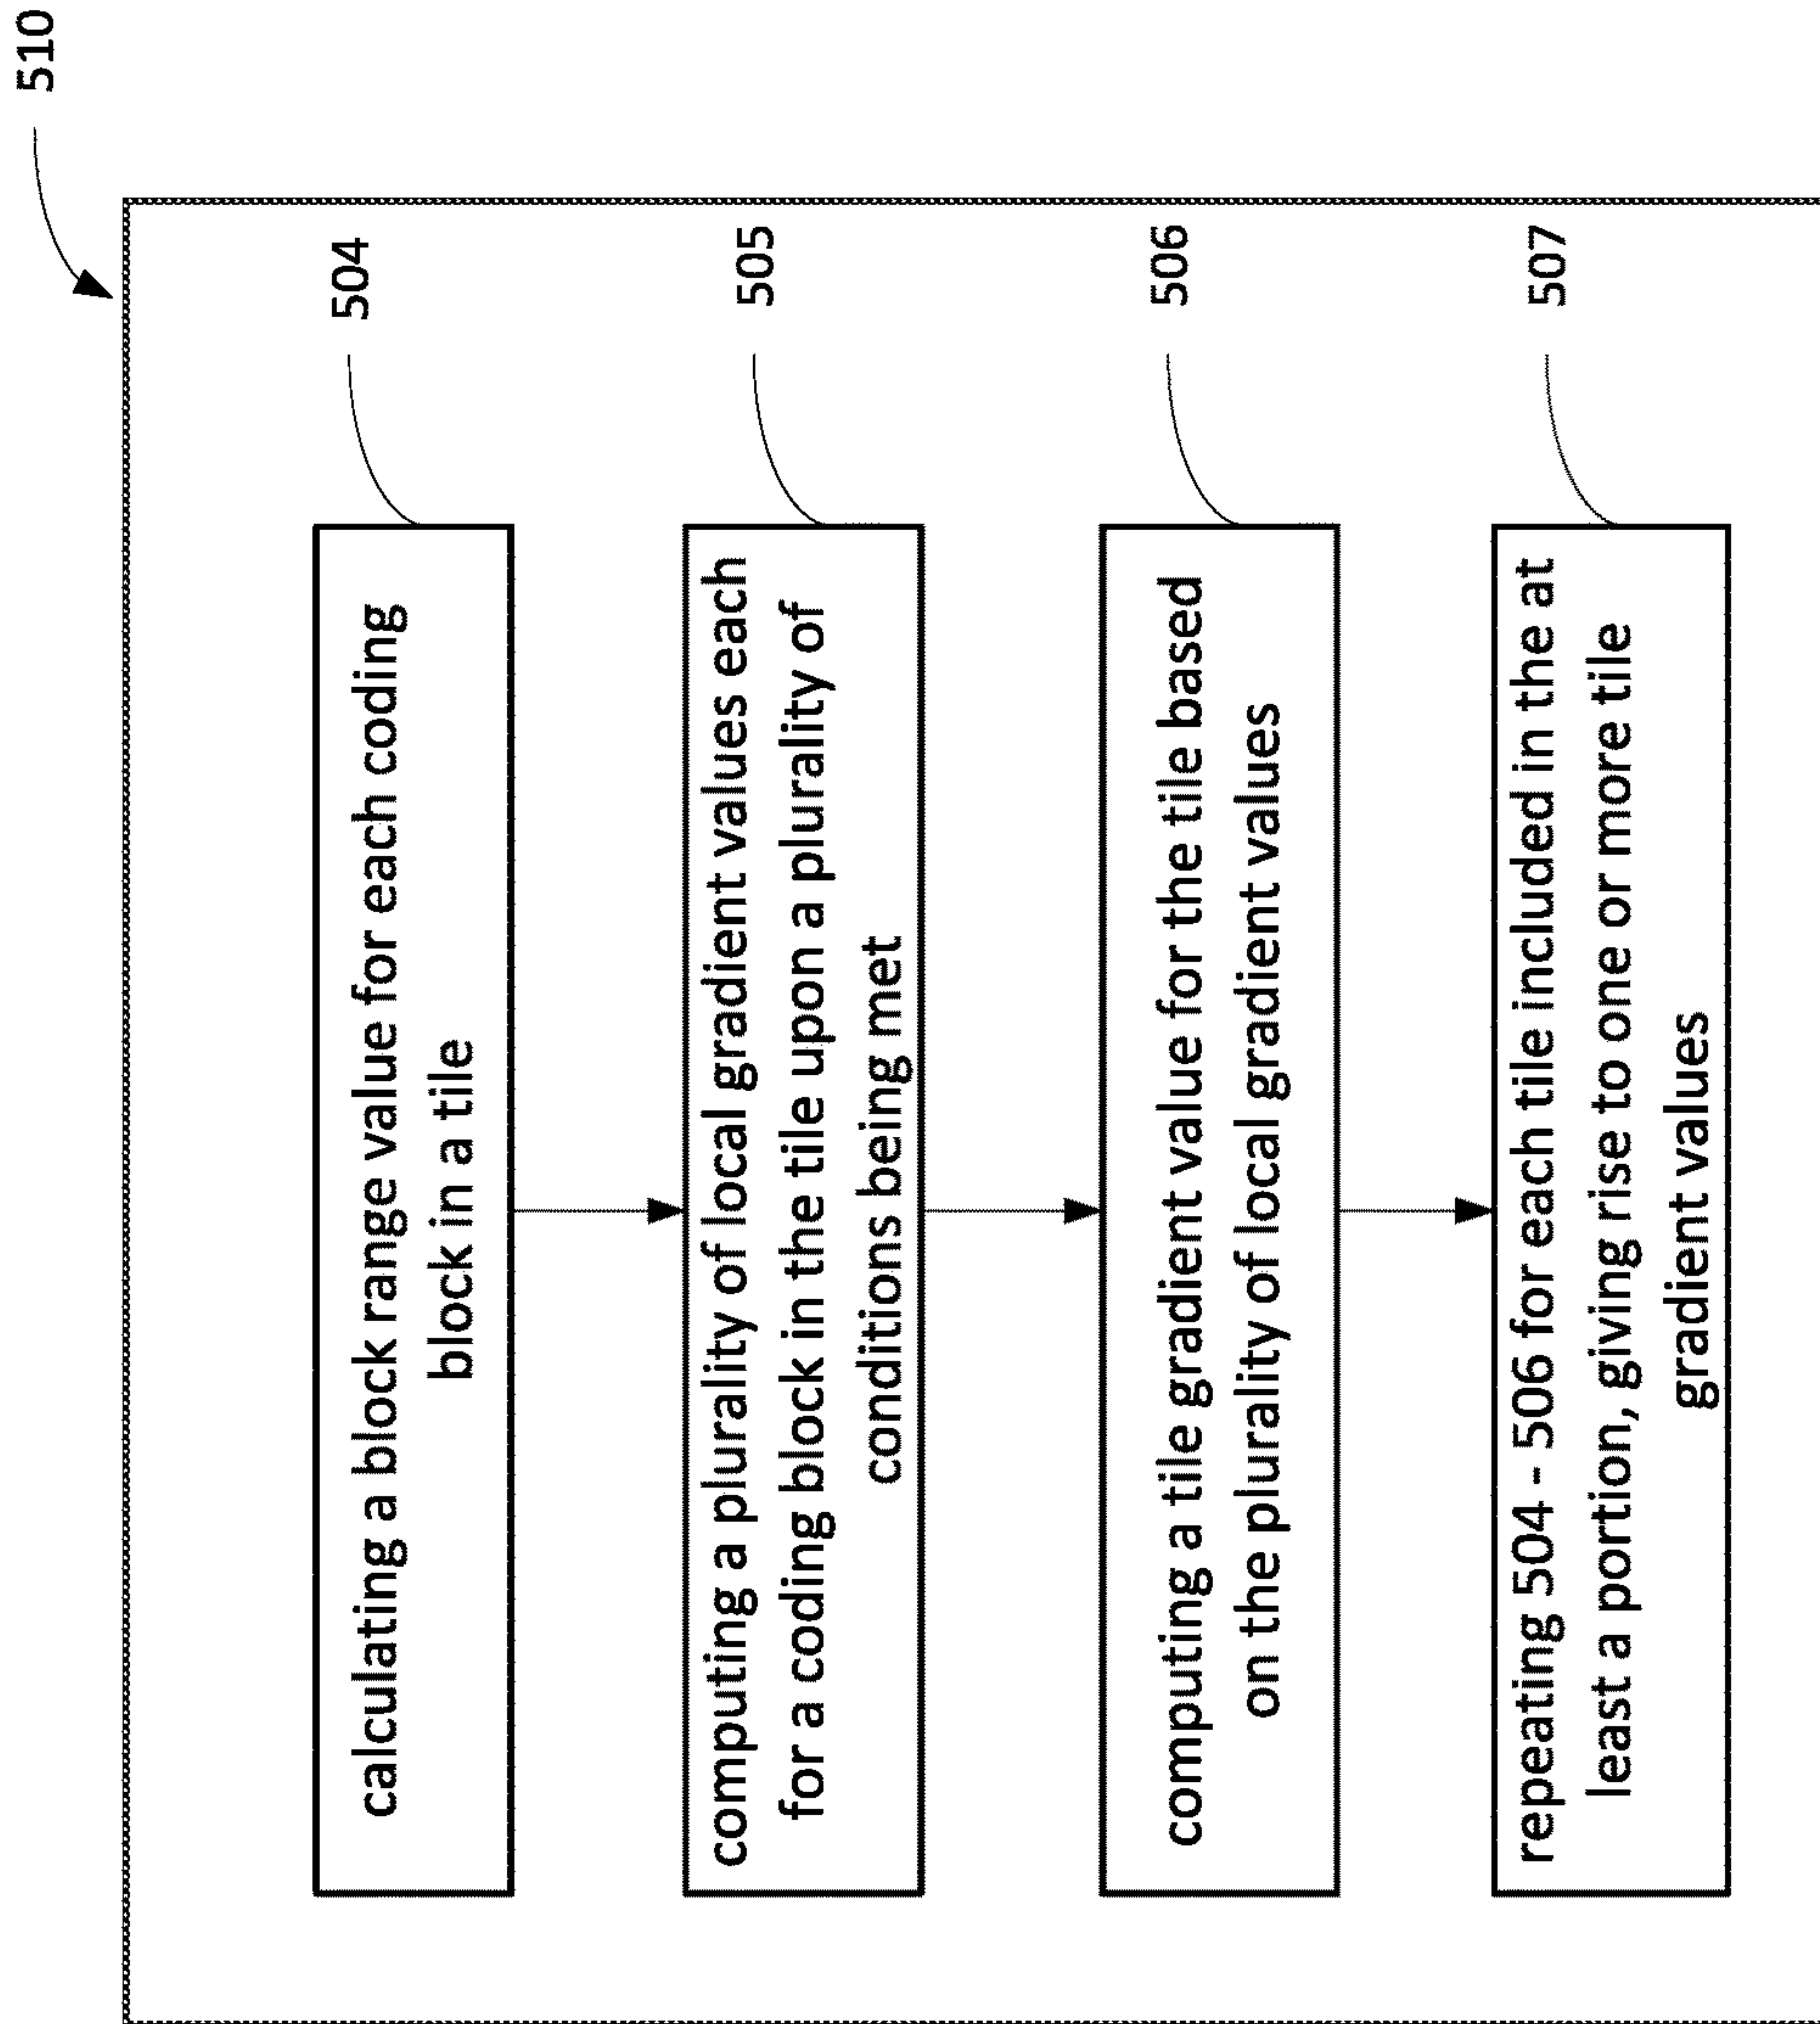 510
504
calculating a block range value for each coding
block in a tile
505
computing a plurality of local gradient values each
for a coding block in the tile upon a plurality of
conditions being met
506
computing a tile gradient value for the tile based
on the plurality of local gradient values
507
repeating 504 - 506 for each tile included in the at
least a portion, giving rise to one or more tile
gradient values